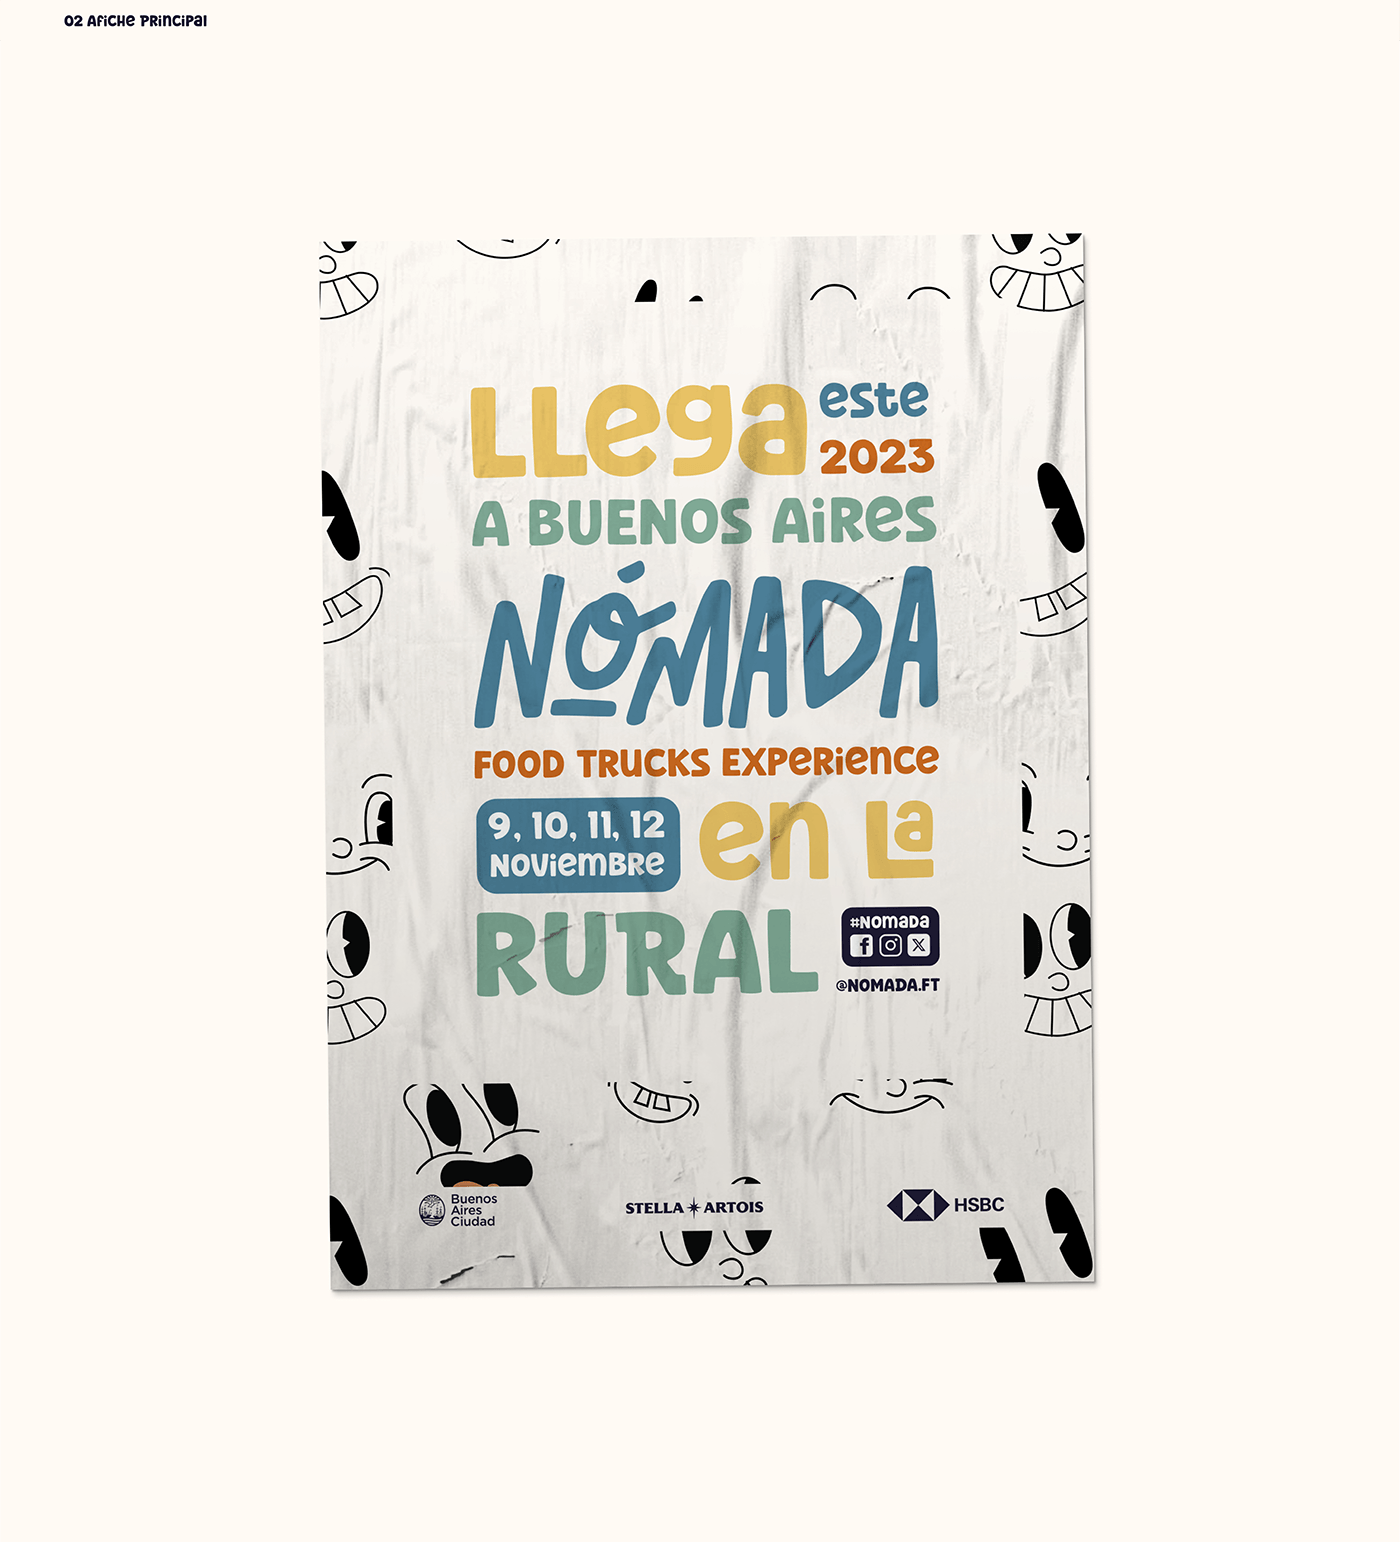 02 Afiche Principal
Llega este
2023
A BUENOS AiRes
NÓMADA
FOOD TRUCKS EXPeRience
9, 10, 11, 12
Noviembre
en La
RURAL
#Nomada
@NOMADA.FT
Buenos
Aires
Ciudad
STELLA ARTOIS
HSBC